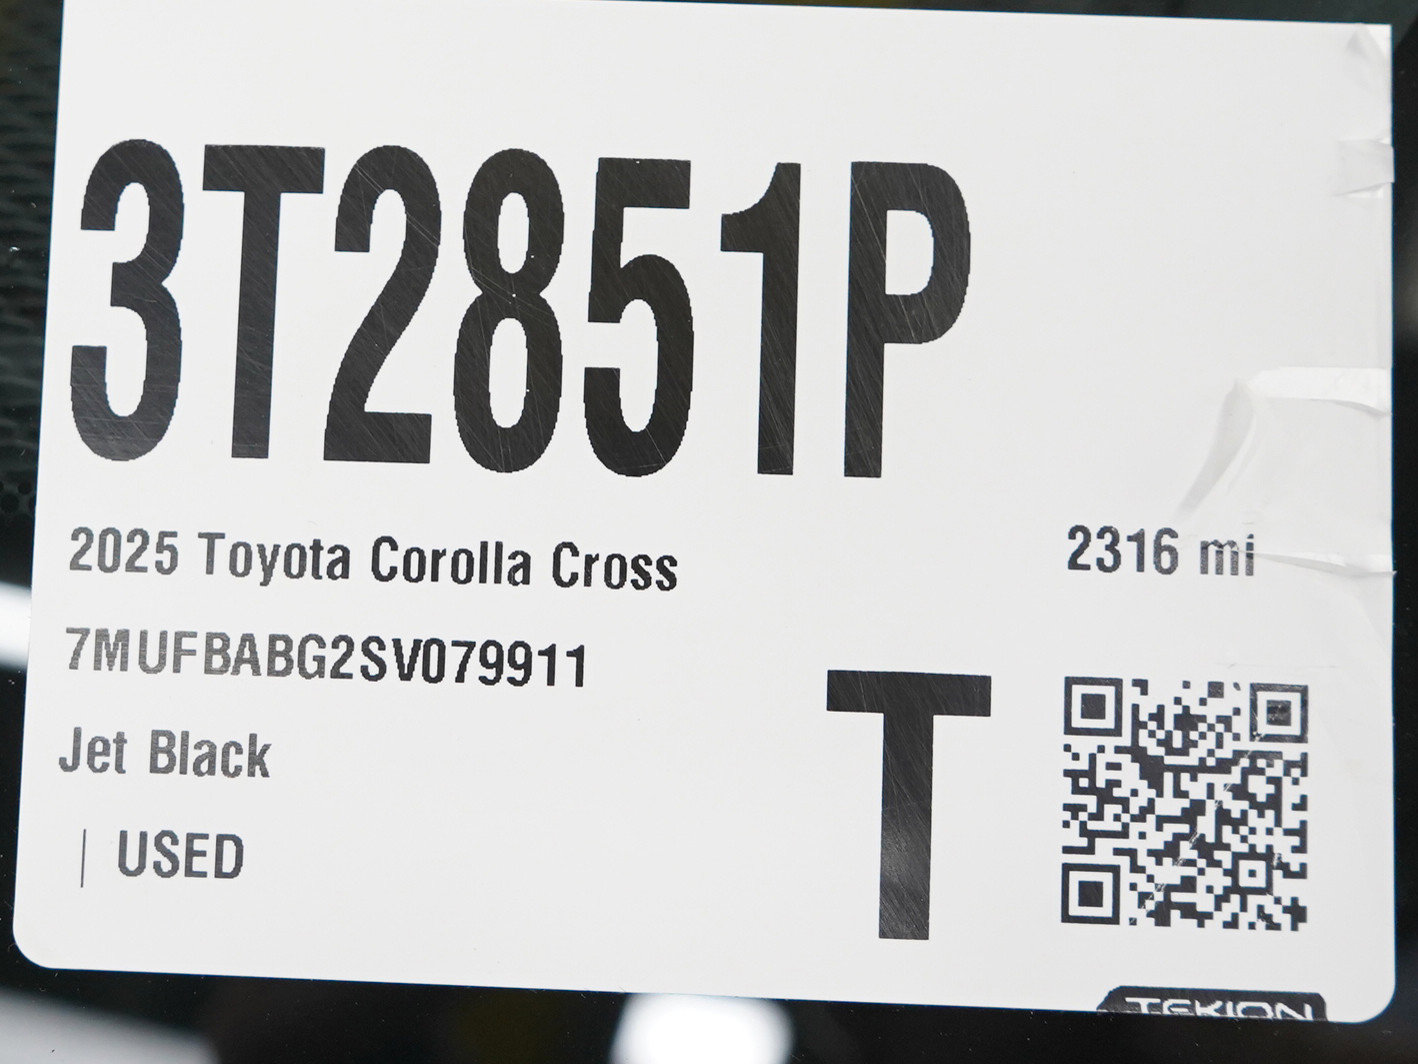 3T2851P
2025 Toyota Corolla Cross
2316 mi
7MUFBABG2SV079911
Jet Black
| USED
T
TEKION